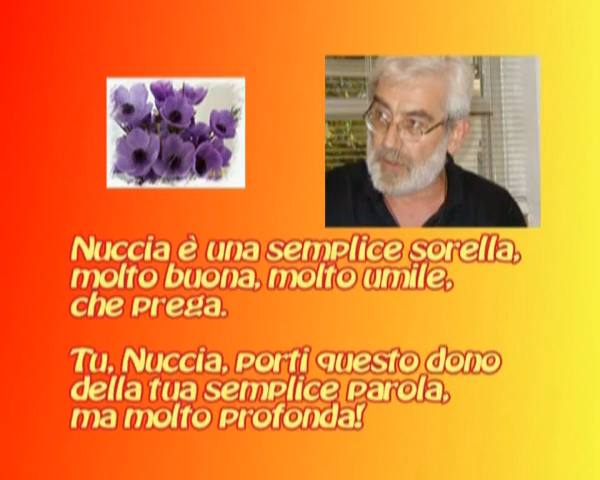 Nuccia è una semplice sorella,
molto buona, molto umile,
che prega.
Tu, Nuccia, porti questo dono
della tua semplice parola,
ma molto profonda!